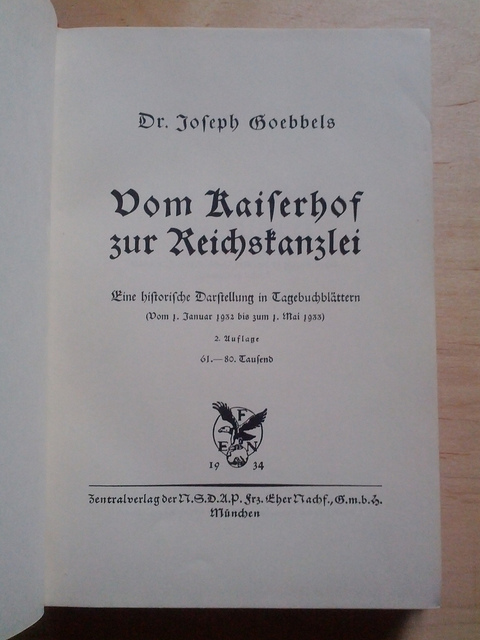 Dr. Joseph Goebbels
Vom Kaiserhof
zur Reichskanzlei
Eine historische Darstellung in Tagebuchblättern
(Vom 1. Januar 1932 bis zum 1. Mai 1933)
2. Auflage
61.—80. Tausend
F
E N
19 34
Zentralverlag der N.S.D.A.P. Frz. Eher Nachf., G.m.b.H.
München